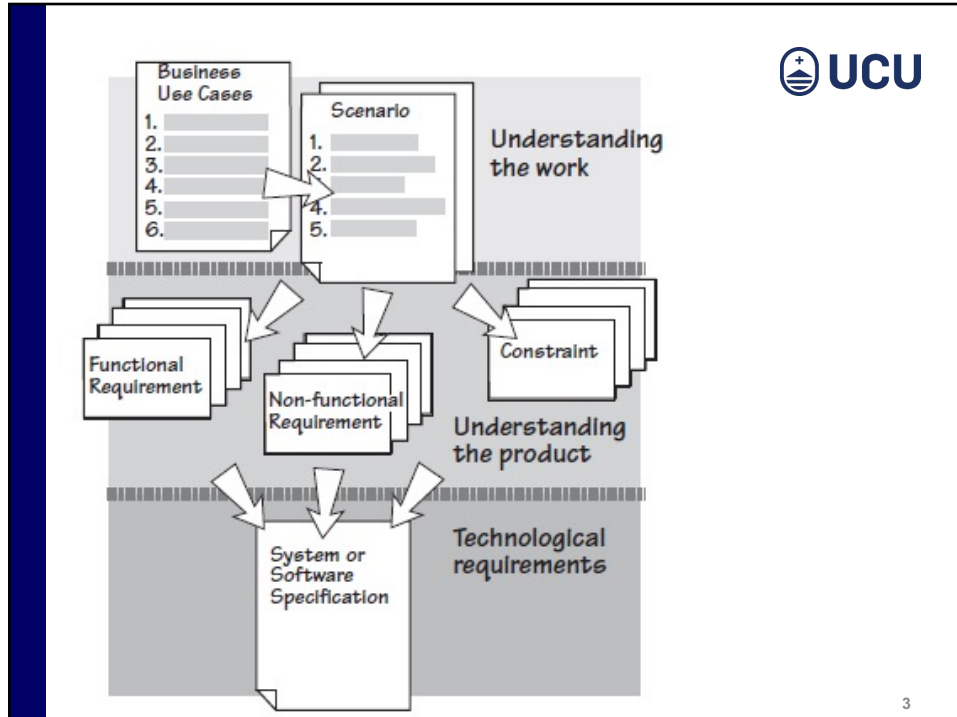 UCU
Business
Use Cases
1.
2.
3.
4.
5.
6.
Scenario
1.
2.
4.
5.
Understanding
the work
Functional
Requirement
Non-functional
Requirement
Constraint
Understanding
the product
System or
Software
Specification
Technological
requirements
3